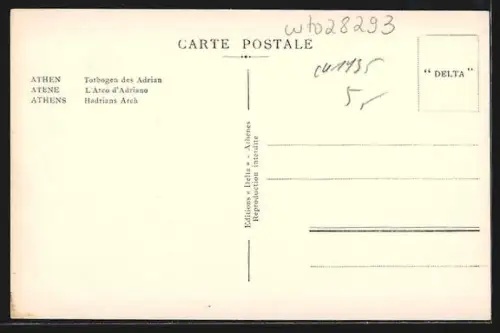 wto28293
CARTE POSTALE
cu1935
5,-
" DELTA "
ATHEN Torbogen des Adrian
ATENE L'Arco d'Adriano
ATHENS Hadrians Arch
Editions « Delta » - Athènes
Reproduction interdite